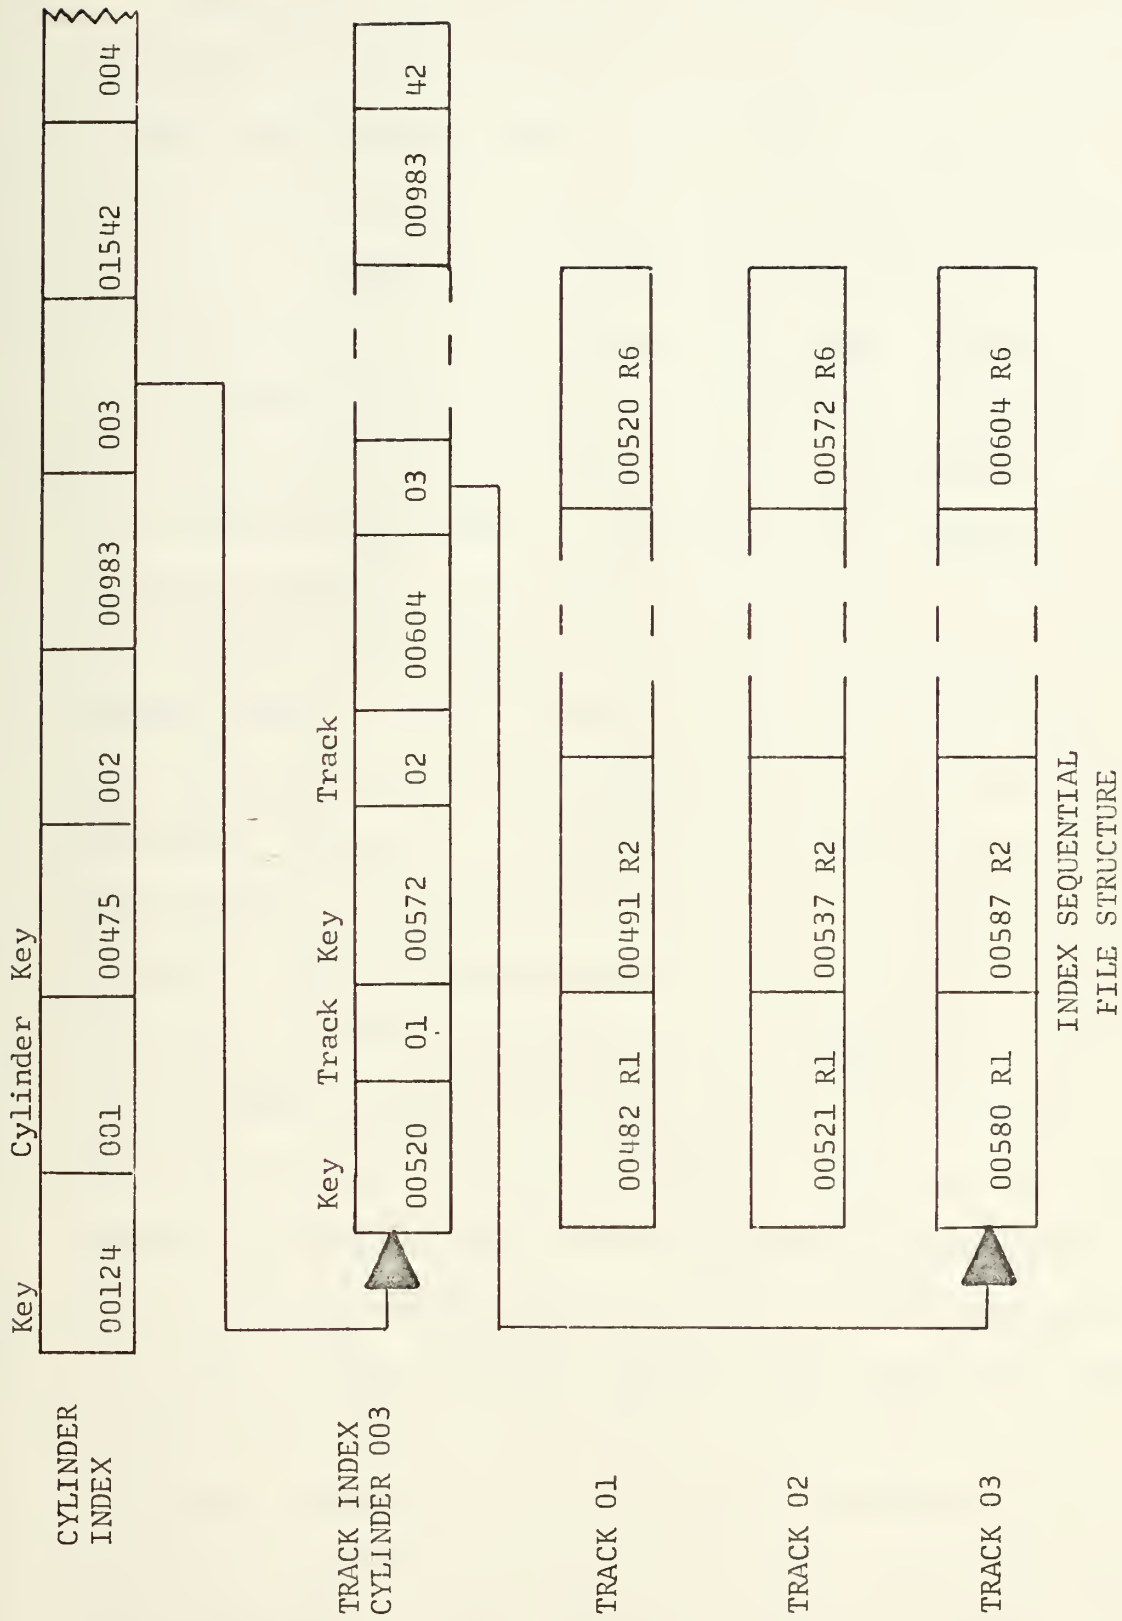 Key Cylinder Key
CYLINDER INDEX 00124 001 00475 002 00983 003 01542 004
Key Track Key Track
TRACK INDEX CYLINDER 003 00520 01 00572 02 00604 03 00983 42
TRACK 01 00482 R1 00491 R2 00520 R6
TRACK 02 00521 R1 00537 R2 00572 R6
TRACK 03 00580 R1 00587 R2 00604 R6
INDEX SEQUENTIAL
FILE STRUCTURE